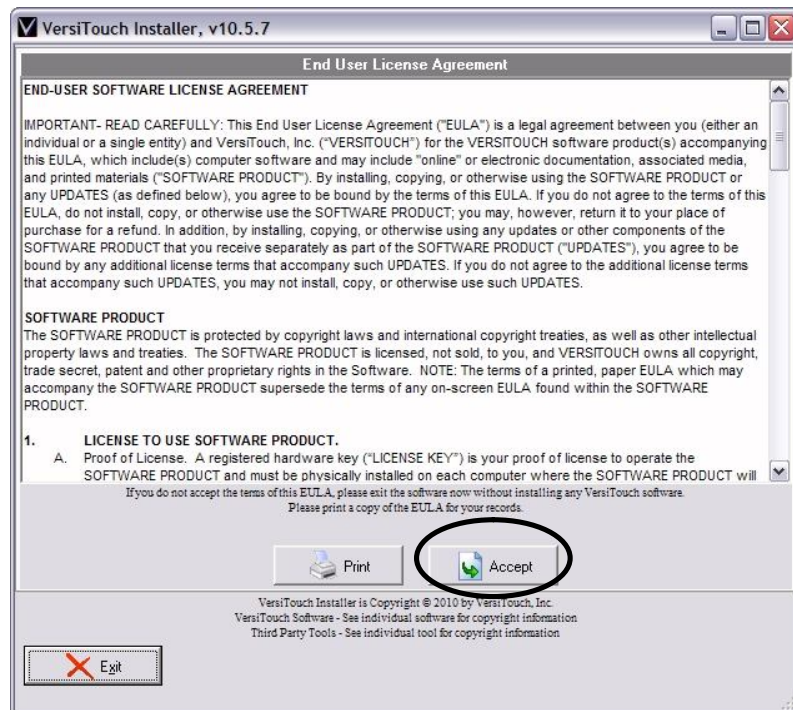 VersiTouch Installer, v10.5.7
End User License Agreement
END-USER SOFTWARE LICENSE AGREEMENT
IMPORTANT- READ CAREFULLY: This End User License Agreement ("EULA") is a legal agreement between you (either an
individual or a single entity) and VersiTouch, Inc. ("VERSITOUCH") for the VERSITOUCH software product(s) accompanying
this EULA, which include(s) computer software and may include "online" or electronic documentation, associated media,
and printed materials ("SOFTWARE PRODUCT"). By installing, copying, or otherwise using the SOFTWARE PRODUCT or
any UPDATES (as defined below), you agree to be bound by the terms of this EULA. If you do not agree to the terms of this
EULA, do not install, copy, or otherwise use the SOFTWARE PRODUCT; you may, however, return it to your place of
purchase for a refund. In addition, by installing, copying, or otherwise using any updates or other components of the
SOFTWARE PRODUCT that you receive separately as part of the SOFTWARE PRODUCT ("UPDATES"), you agree to be
bound by any additional license terms that accompany such UPDATES. If you do not agree to the additional license terms
that accompany such UPDATES, you may not install, copy, or otherwise use such UPDATES.
SOFTWARE PRODUCT
The SOFTWARE PRODUCT is protected by copyright laws and international copyright treaties, as well as other intellectual
property laws and treaties. The SOFTWARE PRODUCT is licensed, not sold, to you, and VERSITOUCH owns all copyright,
trade secret, patent and other proprietary rights in the Software. NOTE: The terms of a printed, paper EULA which may
accompany the SOFTWARE PRODUCT supersede the terms of any on-screen EULA found within the SOFTWARE
PRODUCT.
1. LICENSE TO USE SOFTWARE PRODUCT.
A. Proof of License. A registered hardware key ("LICENSE KEY") is your proof of license to operate the
SOFTWARE PRODUCT and must be physically installed on each computer where the SOFTWARE PRODUCT will
If you do not accept the terms of this EULA, please exit the software now without installing any VersiTouch software.
Please print a copy of the EULA for your records.
Print
Accept
VersiTouch Installer is Copyright © 2010 by VersiTouch, Inc.
VersiTouch Software - See individual software for copyright information
Third Party Tools - See individual tool for copyright information
Exit